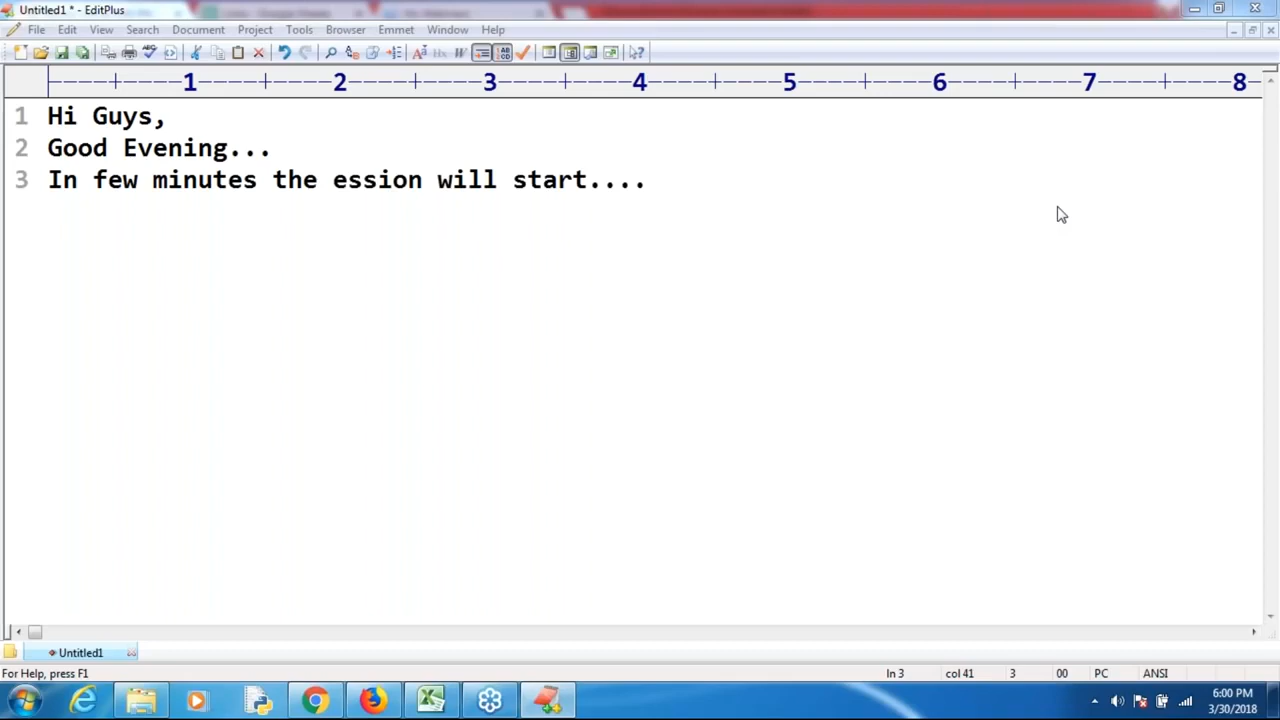 Untitled1 * - EditPlus
File Edit View Search Document Project Tools Browser Emmet Window Help
1 2 3 4 5 6 7 8
1 Hi Guys,
2 Good Evening...
3 In few minutes the ession will start....
Untitled1
For Help, press F1 ln 3 col 41 3 00 PC ANSI
6:00 PM
3/30/2018